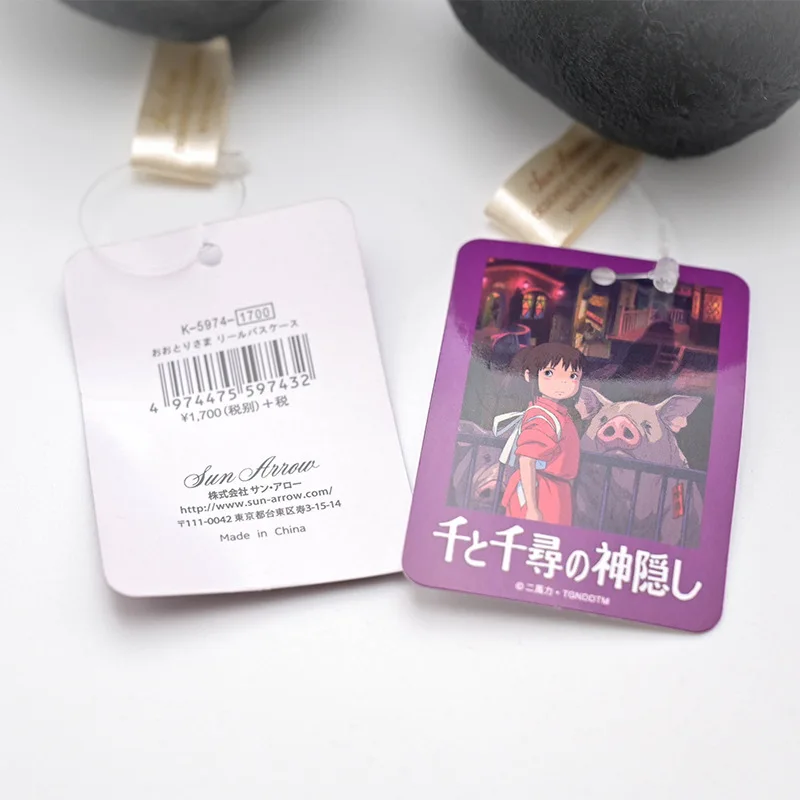 K-5974-1700
おおとりさま リールパスケース
4 974475 597432
¥1,700(税別)+税
Sun Arrow
株式会社 サン・アロー
http://www.sun-arrow.com/
〒111-0042 東京都台東区寿3-15-14
Made in China
Sun Arrow
千と千尋の神隠し
© 二馬力・TGNDDTM